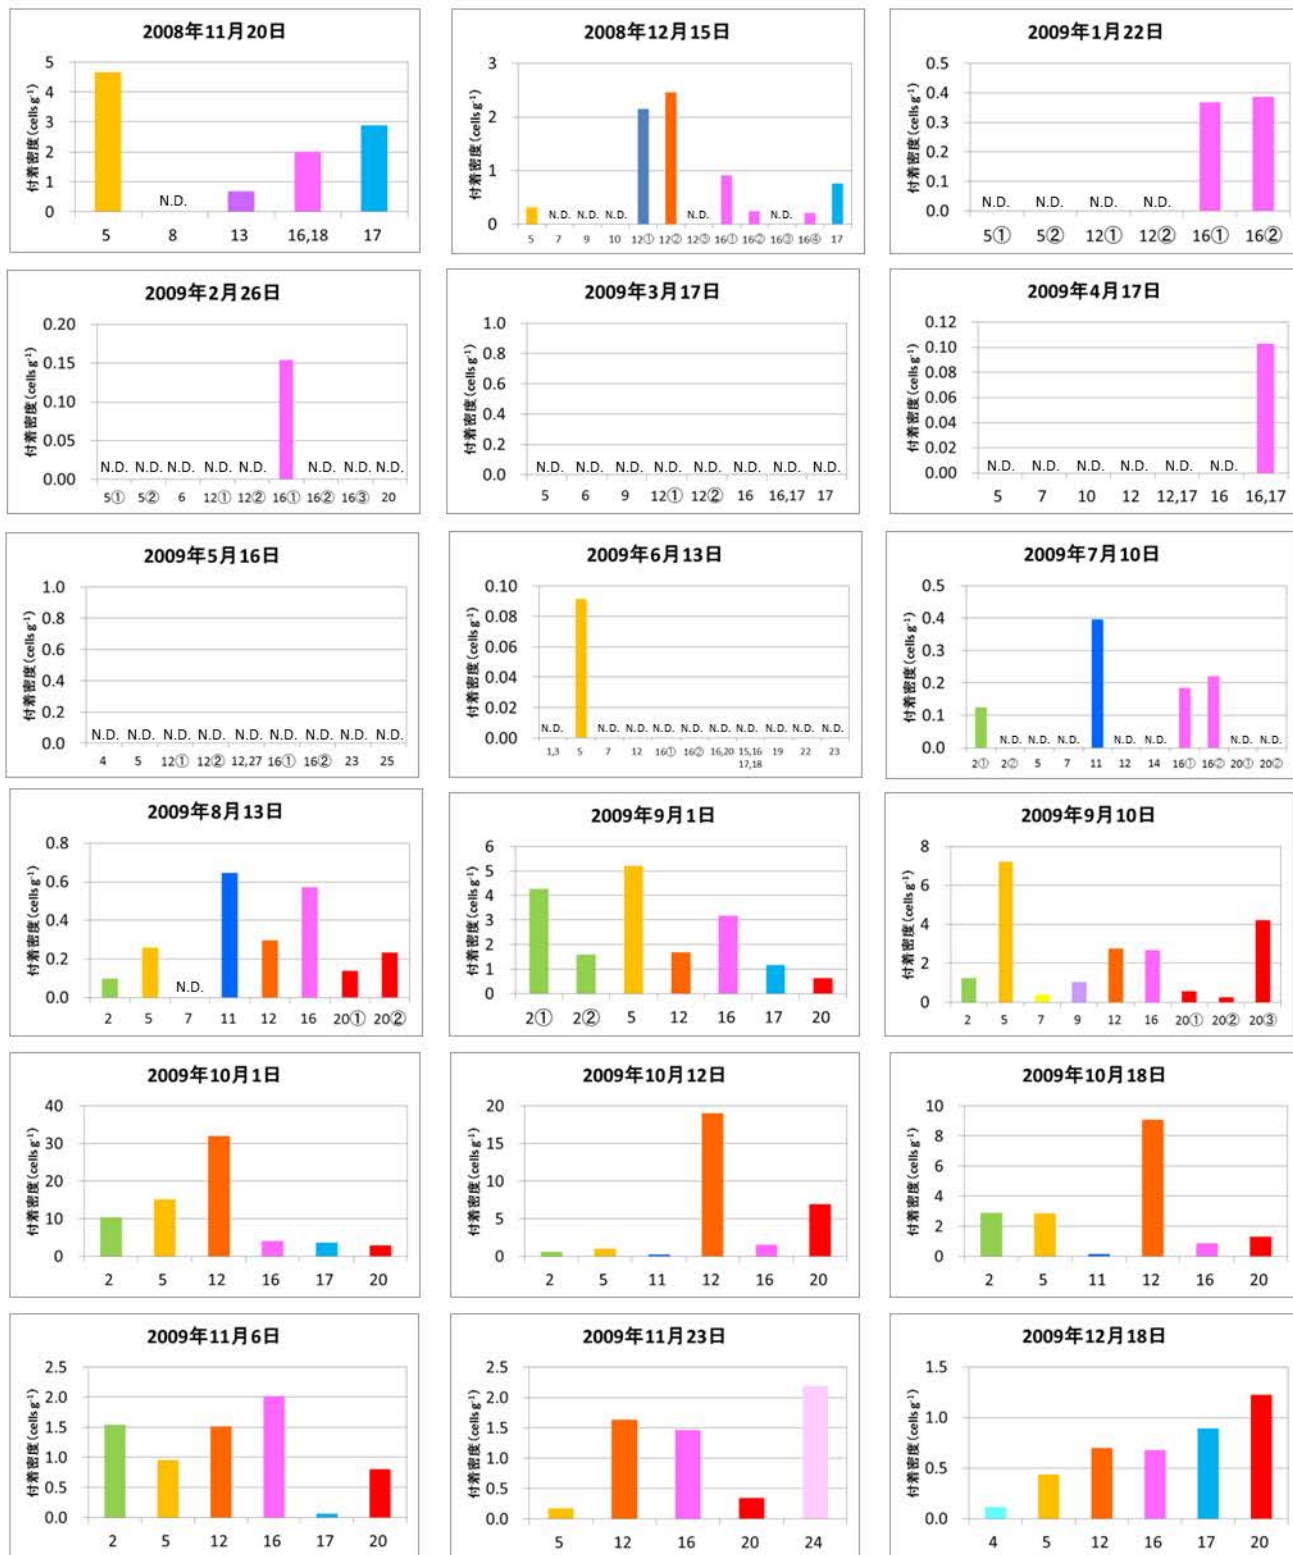 2008年11月20日
付着密度(cells g⁻¹)
5
4
3
2
1
0
N.D.
5 8 13 16,18 17
2008年12月15日
付着密度(cells g⁻¹)
3
2
1
0
N.D. N.D. N.D. N.D. N.D.
5 7 9 10 12① 12② 12③ 16① 16② 16③ 16④ 17
2009年1月22日
付着密度(cells g⁻¹)
0.5
0.4
0.3
0.2
0.1
0.0
N.D. N.D. N.D. N.D.
5① 5② 12① 12② 16① 16②
2009年2月26日
付着密度(cells g⁻¹)
0.20
0.15
0.10
0.05
0.00
N.D. N.D. N.D. N.D. N.D. N.D. N.D. N.D.
5① 5② 6 12① 12② 16① 16② 16③ 20
2009年3月17日
付着密度(cells g⁻¹)
1.0
0.8
0.6
0.4
0.2
0.0
N.D. N.D. N.D. N.D. N.D. N.D. N.D. N.D.
5 6 9 12① 12② 16 16,17 17
2009年4月17日
付着密度(cells g⁻¹)
0.12
0.10
0.08
0.06
0.04
0.02
0.00
N.D. N.D. N.D. N.D. N.D. N.D.
5 7 10 12 12,17 16 16,17
2009年5月16日
付着密度(cells g⁻¹)
1.0
0.8
0.6
0.4
0.2
0.0
N.D. N.D. N.D. N.D. N.D. N.D. N.D. N.D. N.D.
4 5 12① 12② 12,27 16① 16② 23 25
2009年6月13日
付着密度(cells g⁻¹)
0.10
0.08
0.06
0.04
0.02
0.00
N.D. N.D. N.D. N.D. N.D. N.D. N.D. N.D. N.D. N.D.
1,3 5 7 12 16① 16② 16,20 15,16 19 22 23
17,18
2009年7月10日
付着密度(cells g⁻¹)
0.5
0.4
0.3
0.2
0.1
0.0
N.D. N.D. N.D. N.D. N.D. N.D. N.D.
2① 2② 5 7 11 12 14 16① 16② 20① 20②
2009年8月13日
付着密度(cells g⁻¹)
0.8
0.6
0.4
0.2
0.0
N.D.
2 5 7 11 12 16 20① 20②
2009年9月1日
付着密度(cells g⁻¹)
6
5
4
3
2
1
0
2① 2② 5 12 16 17 20
2009年9月10日
付着密度(cells g⁻¹)
8
6
4
2
0
2 5 7 9 12 16 20① 20② 20③
2009年10月1日
付着密度(cells g⁻¹)
40
30
20
10
0
2 5 12 16 17 20
2009年10月12日
付着密度(cells g⁻¹)
20
15
10
5
0
2 5 11 12 16 20
2009年10月18日
付着密度(cells g⁻¹)
10
8
6
4
2
0
2 5 11 12 16 20
2009年11月6日
付着密度(cells g⁻¹)
2.5
2.0
1.5
1.0
0.5
0.0
2 5 12 16 17 20
2009年11月23日
付着密度(cells g⁻¹)
2.5
2.0
1.5
1.0
0.5
0.0
5 12 16 20 24
2009年12月18日
付着密度(cells g⁻¹)
1.5
1.0
0.5
0.0
4 5 12 16 17 20